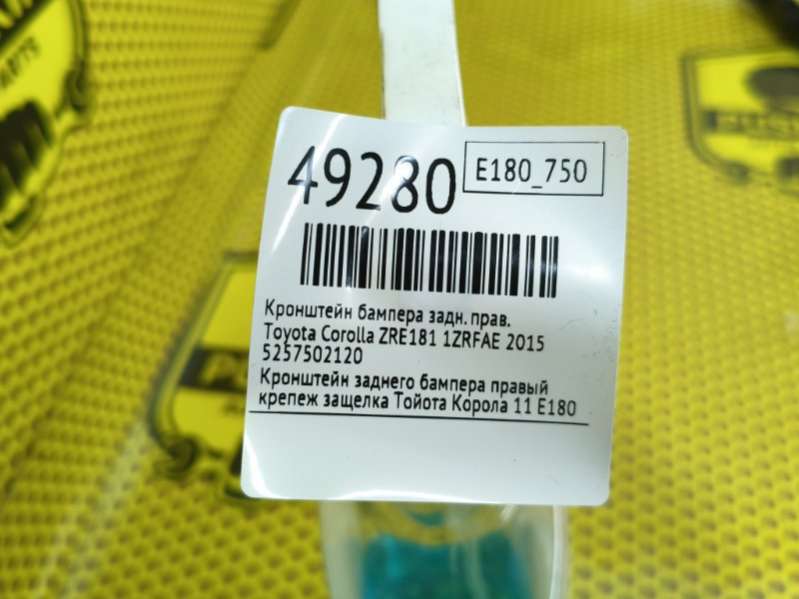 49280
E180_750
Кронштейн бампера задн. прав.
Toyota Corolla ZRE181 1ZRFAE 2015
5257502120
Кронштейн заднего бампера правый
крепеж защелка Тойота Корола 11 E180